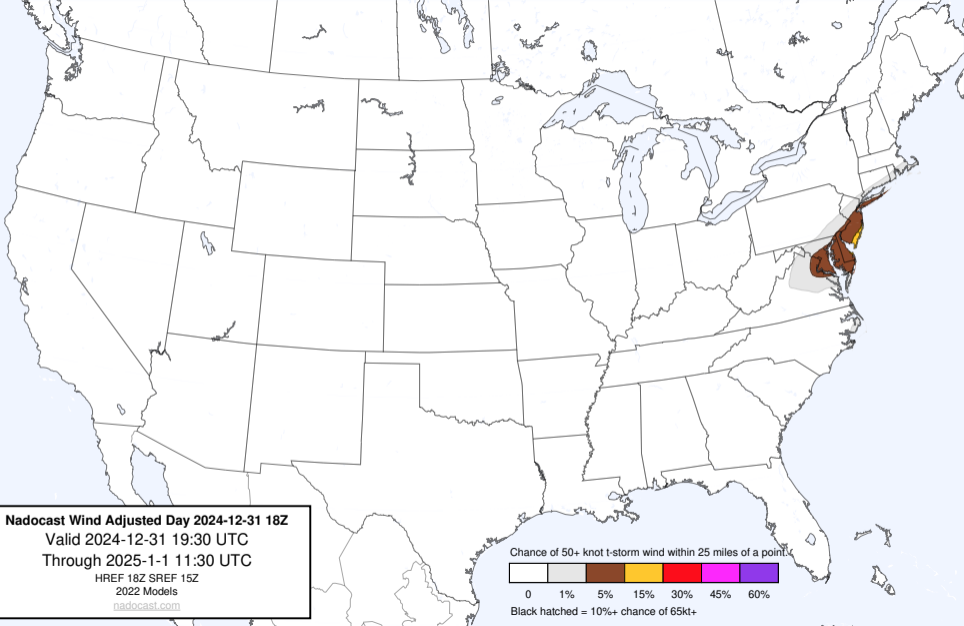 Nadocast Wind Adjusted Day 2024-12-31 18Z
Valid 2024-12-31 19:30 UTC
Through 2025-1-1 11:30 UTC
HREF 18Z SREF 15Z
2022 Models
nadocast.com
Chance of 50+ knot t-storm wind within 25 miles of a point.
0 1% 5% 15% 30% 45% 60%
Black hatched = 10%+ chance of 65kt+